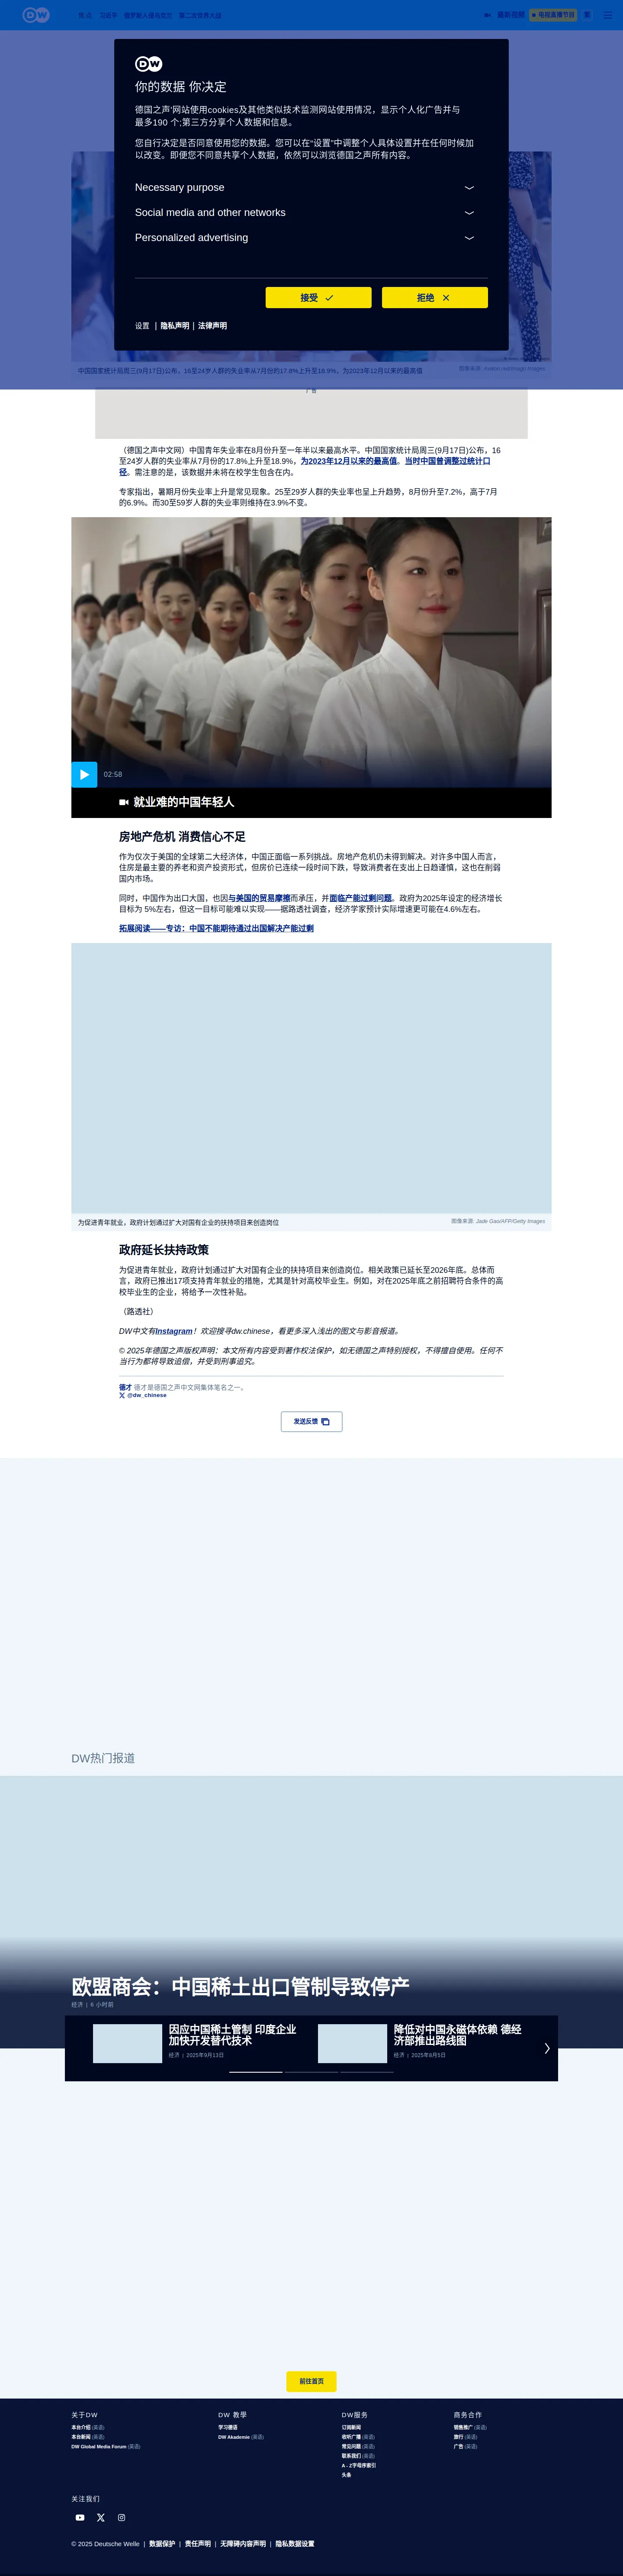 焦点 习近平 俄罗斯入侵乌克兰 第二次世界大战 最新视频 电视直播节目
DW
你的数据 你决定
德国之声'网站使用cookies及其他类似技术监测网站使用情况，显示个人化广告并与
最多190 个;第三方分享个人数据和信息。
您自行决定是否同意使用您的数据。您可以在“设置”中调整个人具体设置并在任何时候加
以改变。即便您不同意共享个人数据，依然可以浏览德国之声所有内容。
Necessary purpose
Social media and other networks
Personalized advertising
接受 拒绝
设置 | 隐私声明 | 法律声明
中国国家统计局周三(9月17日)公布，16至24岁人群的失业率从7月份的17.8%上升至18.9%，为2023年12月以来的最高值
广告
（德国之声中文网）中国青年失业率在8月份升至一年半以来最高水平。中国国家统计局周三(9月17日)公布，16
至24岁人群的失业率从7月份的17.8%上升至18.9%，为2023年12月以来的最高值。当时中国曾调整过统计口
径。需注意的是，该数据并未将在校学生包含在内。
专家指出，暑期月份失业率上升是常见现象。25至29岁人群的失业率也呈上升趋势，8月份升至7.2%，高于7月
的6.9%。而30至59岁人群的失业率则维持在3.9%不变。
02:58
就业难的中国年轻人
房地产危机 消费信心不足
作为仅次于美国的全球第二大经济体，中国正面临一系列挑战。房地产危机仍未得到解决。对许多中国人而言，
住房是最主要的养老和资产投资形式，但房价已连续一段时间下跌，导致消费者在支出上日趋谨慎，这也在削弱
国内市场。
同时，中国作为出口大国，也因与美国的贸易摩擦而承压，并面临产能过剩问题。政府为2025年设定的经济增长
目标为 5%左右，但这一目标可能难以实现——据路透社调查，经济学家预计实际增速更可能在4.6%左右。
拓展阅读——专访：中国不能期待通过出国解决产能过剩
为促进青年就业，政府计划通过扩大对国有企业的扶持项目来创造岗位 图像来源: Jade Gao/AFP/Getty Images
政府延长扶持政策
为促进青年就业，政府计划通过扩大对国有企业的扶持项目来创造岗位。相关政策已延长至2026年底。总体而
言，政府已推出17项支持青年就业的措施，尤其是针对高校毕业生。例如，对在2025年底之前招聘符合条件的高
校毕业生的企业，将给予一次性补贴。
（路透社）
DW中文有Instagram！欢迎搜寻dw.chinese，看更多深入浅出的图文与影音报道。
© 2025年德国之声版权声明：本文所有内容受到著作权法保护，如无德国之声特别授权，不得擅自使用。任何不
当行为都将导致追偿，并受到刑事追究。
德才 德才是德国之声中文网集体笔名之一。
@dw_chinese
发送反馈
DW热门报道
欧盟商会：中国稀土出口管制导致停产
经济 | 6 小时前
因应中国稀土管制 印度企业
加快开发替代技术
经济 | 2025年9月13日
降低对中国永磁体依赖 德经
济部推出路线图
经济 | 2025年8月5日
前往首页
关于DW
本台介绍 (英语)
本台新闻 (英语)
DW Global Media Forum (英语)
DW 教學
学习德语
DW Akademie (英语)
DW服务
订阅新闻
收听广播 (英语)
常见问题 (英语)
联系我们 (英语)
A - Z字母序索引
头条
商务合作
销售推广 (英语)
旅行 (英语)
广告 (英语)
关注我们
© 2025 Deutsche Welle | 数据保护 | 责任声明 | 无障碍内容声明 | 隐私数据设置